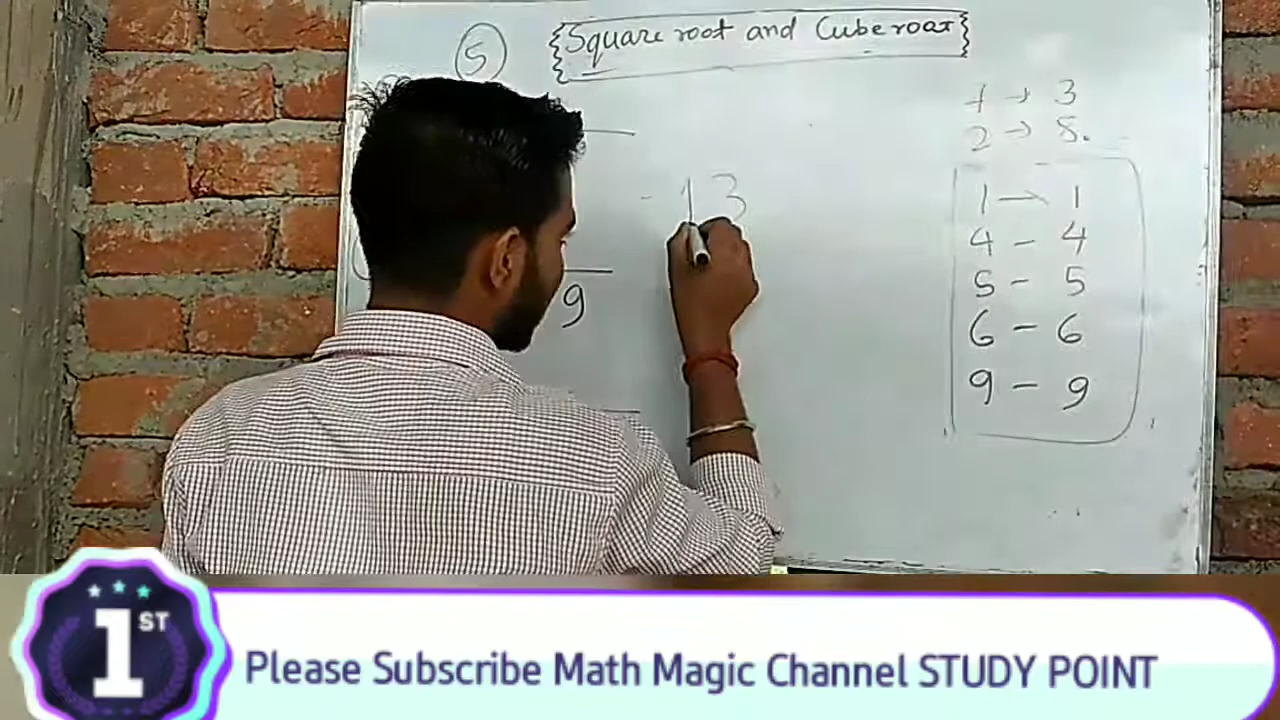 5
Square root and Cube root
1 → 3
2 → 8.
- 13
1 → 1
4 - 4
5 - 5
9
6 - 6
9 - 9
1ST
Please Subscribe Math Magic Channel STUDY POINT